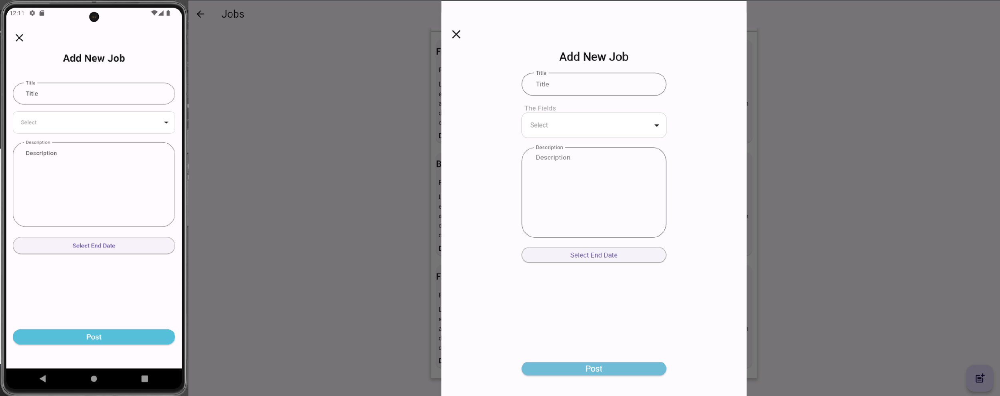 12:11
Add New Job
Title
Title
Select
Description
Description
Select End Date
Post
Jobs
Add New Job
Title
Title
The Fields
Select
Description
Description
Select End Date
Post